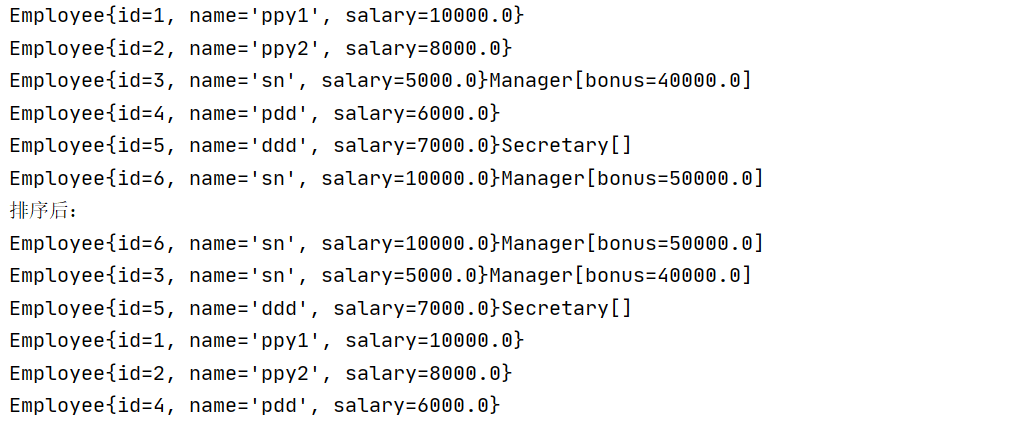 Employee{id=1, name='ppy1', salary=10000.0}
Employee{id=2, name='ppy2', salary=8000.0}
Employee{id=3, name='sn', salary=5000.0}Manager[bonus=40000.0]
Employee{id=4, name='pdd', salary=6000.0}
Employee{id=5, name='ddd', salary=7000.0}Secretary[]
Employee{id=6, name='sn', salary=10000.0}Manager[bonus=50000.0]
排序后：
Employee{id=6, name='sn', salary=10000.0}Manager[bonus=50000.0]
Employee{id=3, name='sn', salary=5000.0}Manager[bonus=40000.0]
Employee{id=5, name='ddd', salary=7000.0}Secretary[]
Employee{id=1, name='ppy1', salary=10000.0}
Employee{id=2, name='ppy2', salary=8000.0}
Employee{id=4, name='pdd', salary=6000.0}